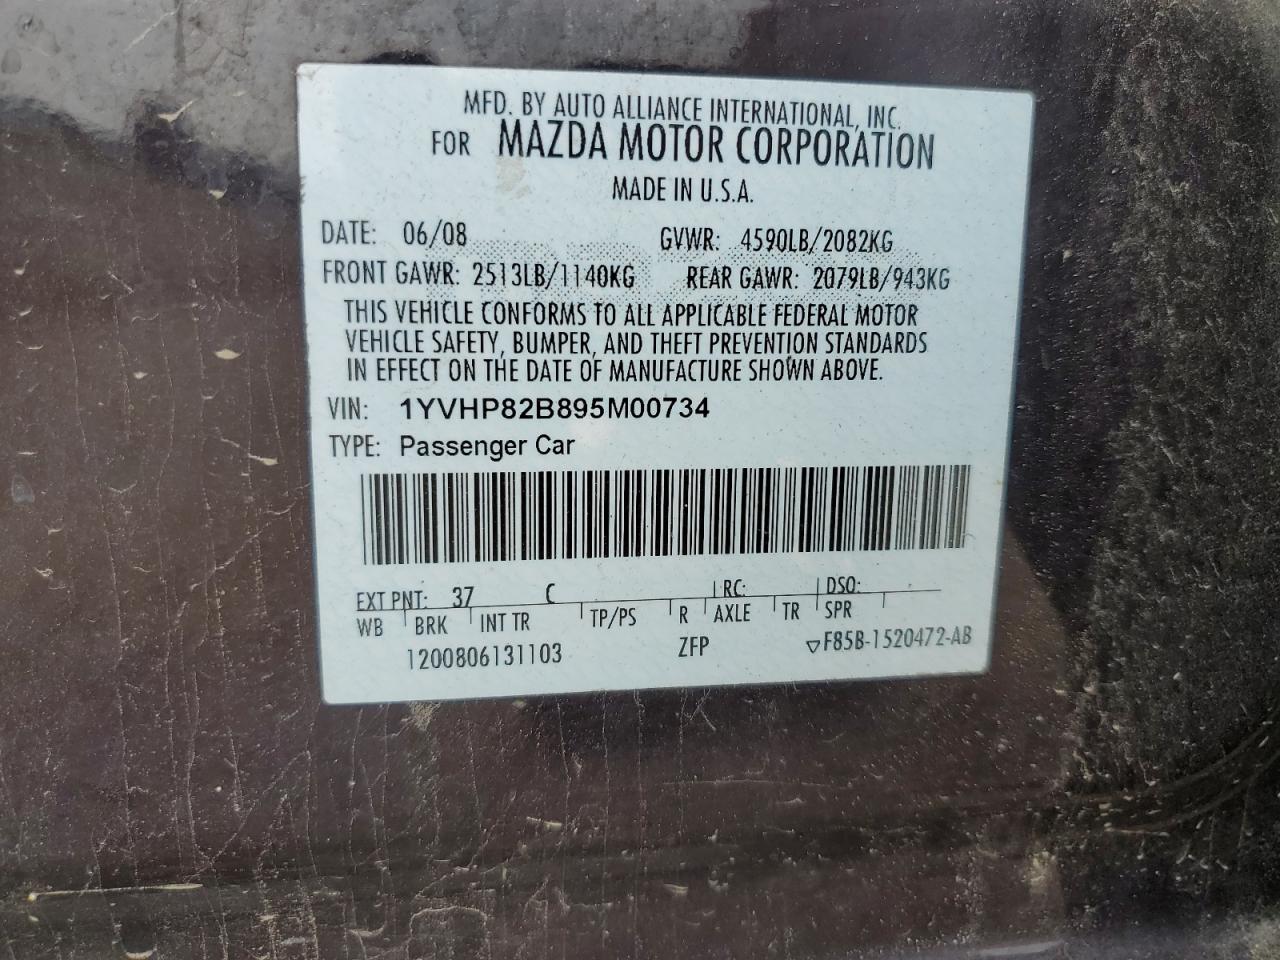 MFD. BY AUTO ALLIANCE INTERNATIONAL, INC.
FOR MAZDA MOTOR CORPORATION
MADE IN U.S.A.
DATE: 06/08 GVWR: 4590LB/2082KG
FRONT GAWR: 2513LB/1140KG REAR GAWR: 2079LB/943KG
THIS VEHICLE CONFORMS TO ALL APPLICABLE FEDERAL MOTOR
VEHICLE SAFETY, BUMPER, AND THEFT PREVENTION STANDARDS
IN EFFECT ON THE DATE OF MANUFACTURE SHOWN ABOVE.
VIN: 1YVHP82B895M00734
TYPE: Passenger Car
EXT PNT: 37 C RC: DSO:
WB BRK INT TR TP/PS R AXLE TR SPR
1200806131103 ZFP ▽F85B-1520472-AB